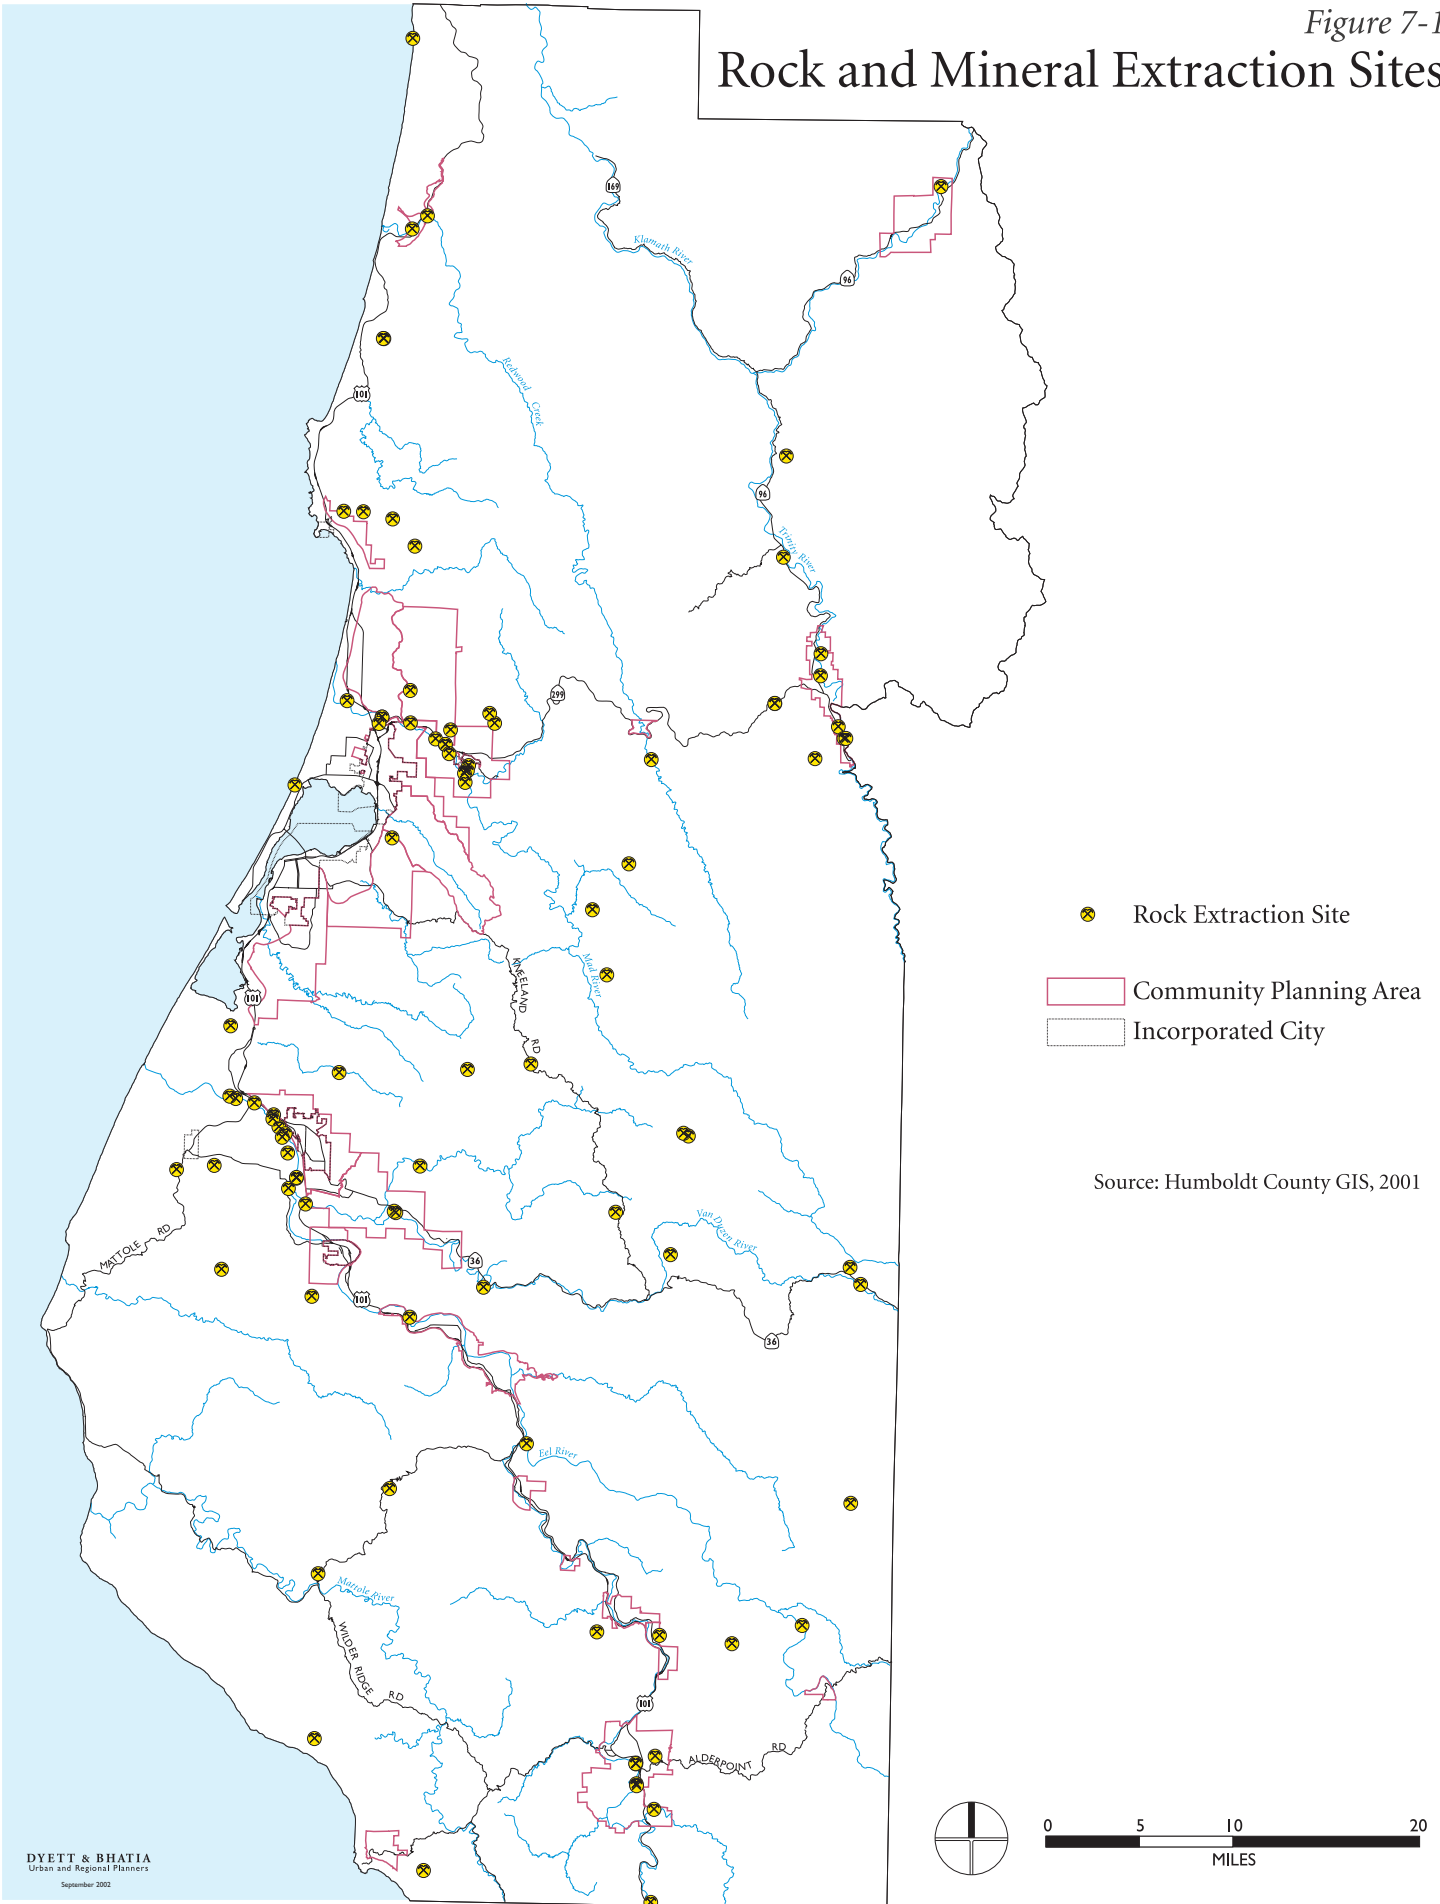 Figure 7-1
Rock and Mineral Extraction Sites
169
Klamath River
96
101
Redwood Creek
96
Trinity River
299
Rock Extraction Site
KNEELAND RD
Mad River
Community Planning Area
101
Incorporated City
Source: Humboldt County GIS, 2001
Van Duzen River
MATTOLE RD
36
101
36
Eel River
Mattole River
WILDER RIDGE RD
101
ALDERPOINT RD
0 5 10 20
MILES
DYETT & BHATIA
Urban and Regional Planners
September 2002